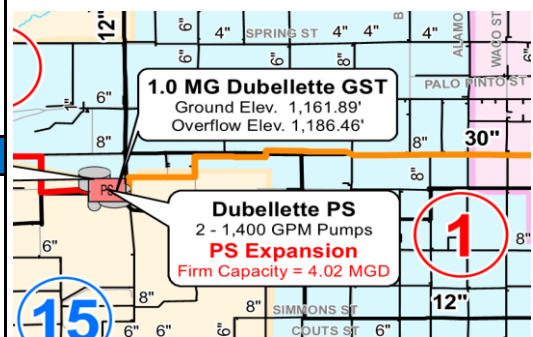 12"
6"
4"
SPRING ST
4"
4"
4"
B
ALAMO
WACO ST
6"
6"
8"
6"
6"
PALO PINTO ST
1.0 MG Dubellette GST
Ground Elev. 1,161.89'
Overflow Elev. 1,186.46'
6"
8"
8"
30"
8"
PS
Dubellette PS
2 - 1,400 GPM Pumps
PS Expansion
Firm Capacity = 4.02 MGD
1
8"
6"
15
8"
8"
SIMMONS ST
12"
6"
6"
6"
COUTS ST
6"